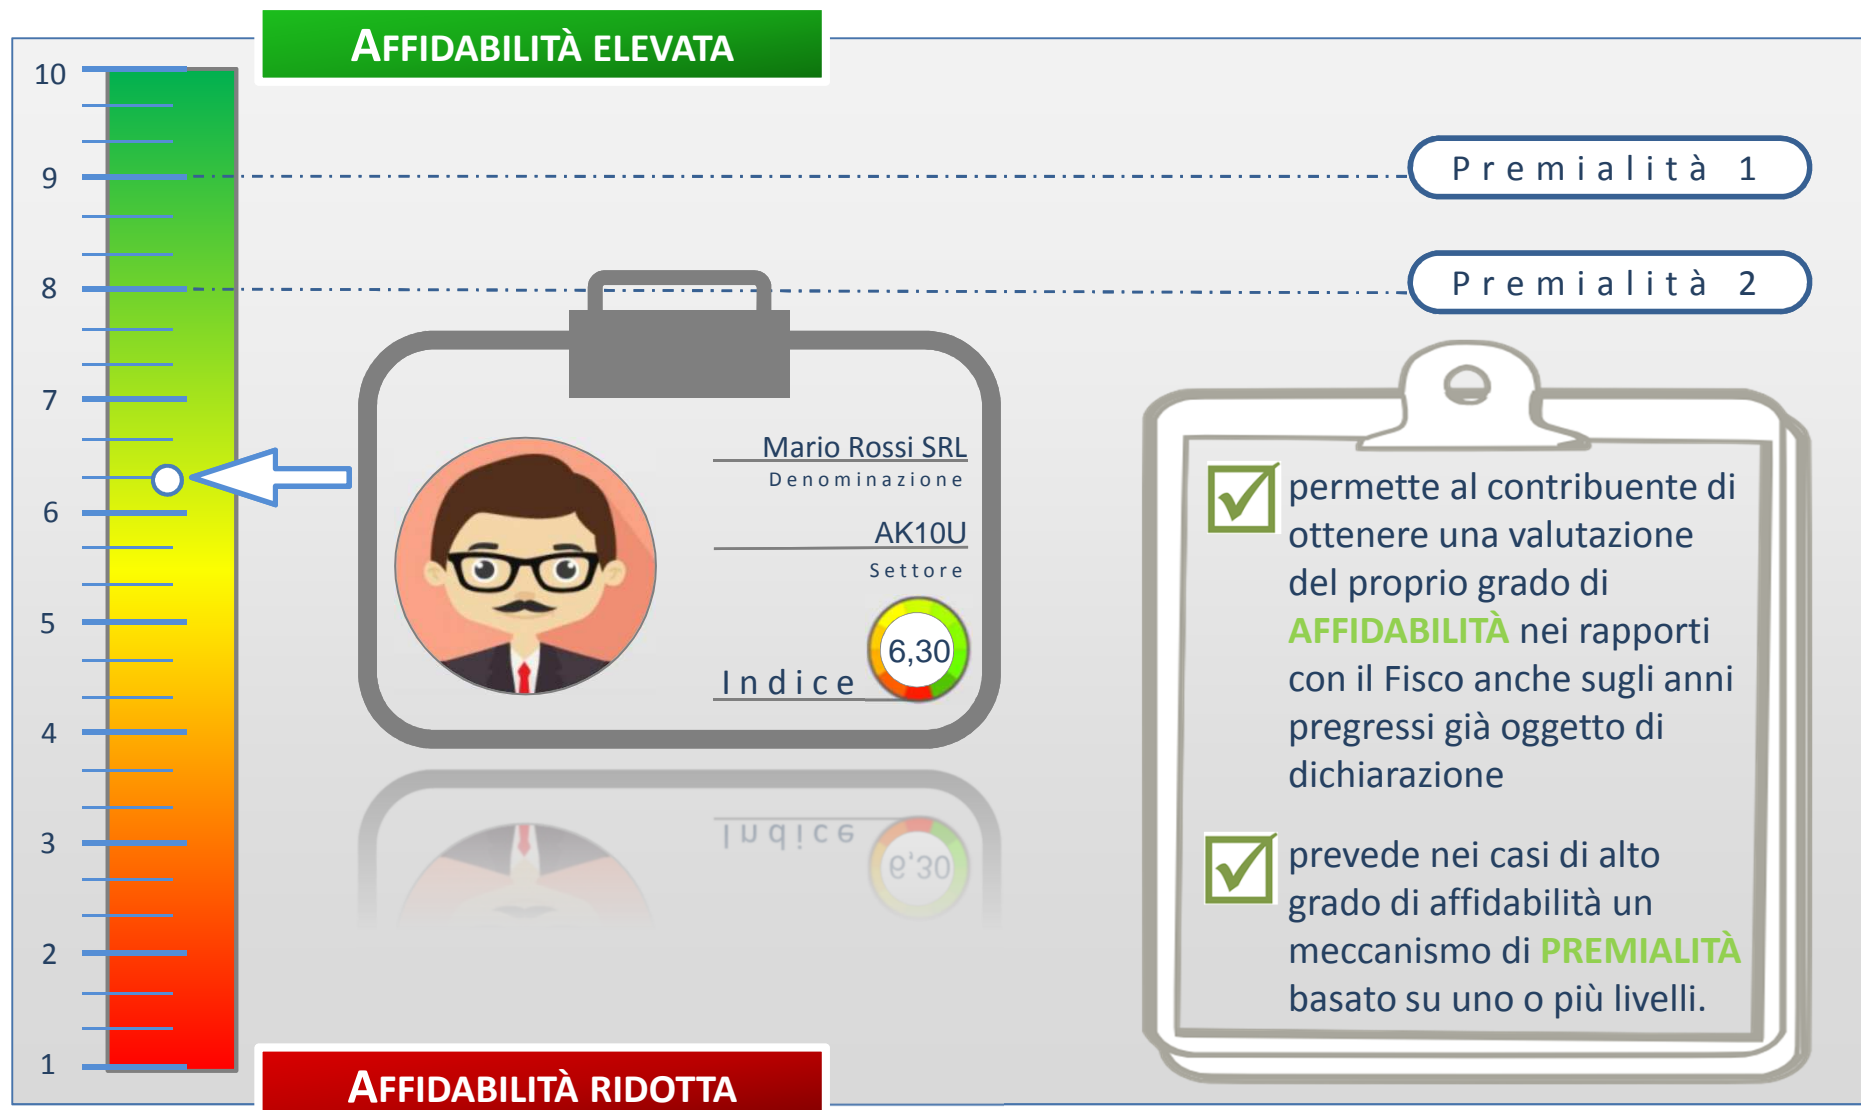 AFFIDABILITÀ ELEVATA
10
9
8
7
6
5
4
3
2
1
Premialità 1
Premialità 2
Mario Rossi SRL
Denominazione
AK10U
Settore
6,30
Indice
Indice
6,30
permette al contribuente di
ottenere una valutazione
del proprio grado di
AFFIDABILITÀ nei rapporti
con il Fisco anche sugli anni
pregressi già oggetto di
dichiarazione
prevede nei casi di alto
grado di affidabilità un
meccanismo di PREMIALITÀ
basato su uno o più livelli.
AFFIDABILITÀ RIDOTTA